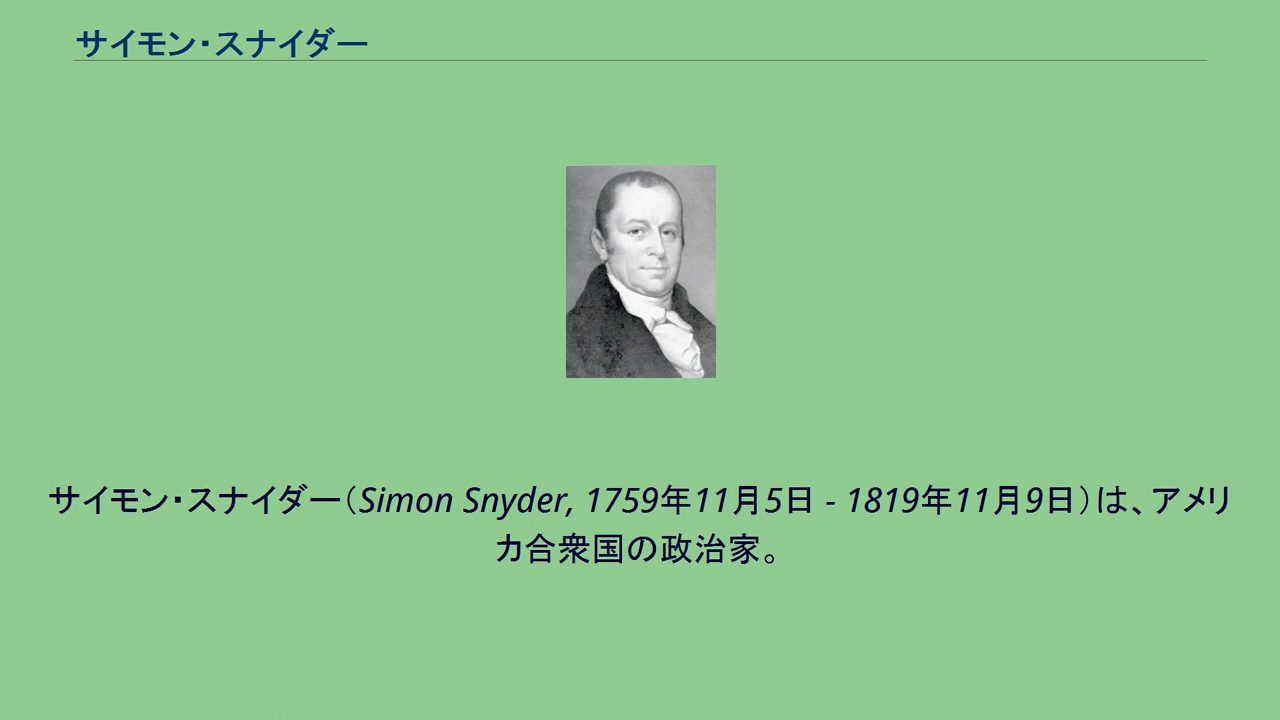 サイモン・スナイダー
サイモン・スナイダー（Simon Snyder, 1759年11月5日 - 1819年11月9日）は、アメリ
カ合衆国の政治家。